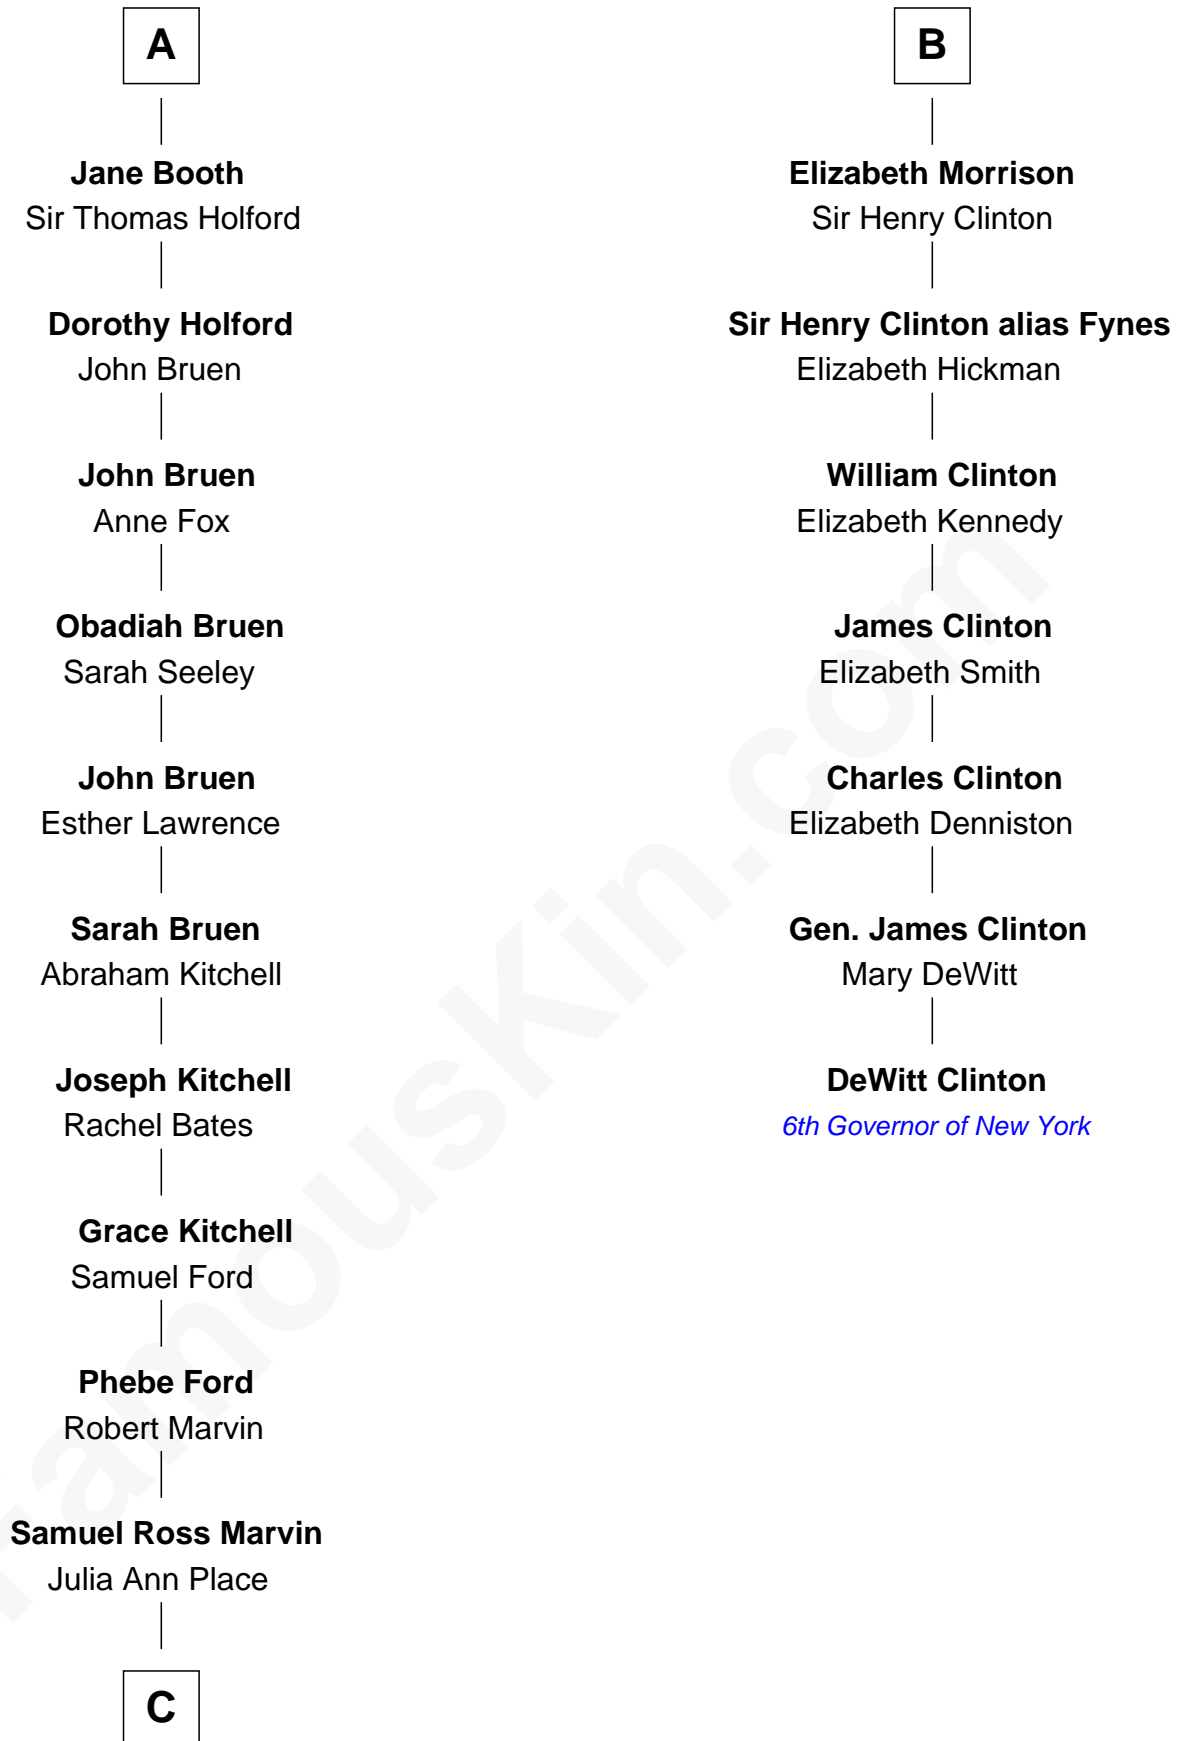 A
Jane Booth
Sir Thomas Holford
Dorothy Holford
John Bruen
John Bruen
Anne Fox
Obadiah Bruen
Sarah Seeley
John Bruen
Esther Lawrence
Sarah Bruen
Abraham Kitchell
Joseph Kitchell
Rachel Bates
Grace Kitchell
Samuel Ford
Phebe Ford
Robert Marvin
Samuel Ross Marvin
Julia Ann Place
C
B
Elizabeth Morrison
Sir Henry Clinton
Sir Henry Clinton alias Fynes
Elizabeth Hickman
William Clinton
Elizabeth Kennedy
James Clinton
Elizabeth Smith
Charles Clinton
Elizabeth Denniston
Gen. James Clinton
Mary DeWitt
DeWitt Clinton
6th Governor of New York
FamousKin.com